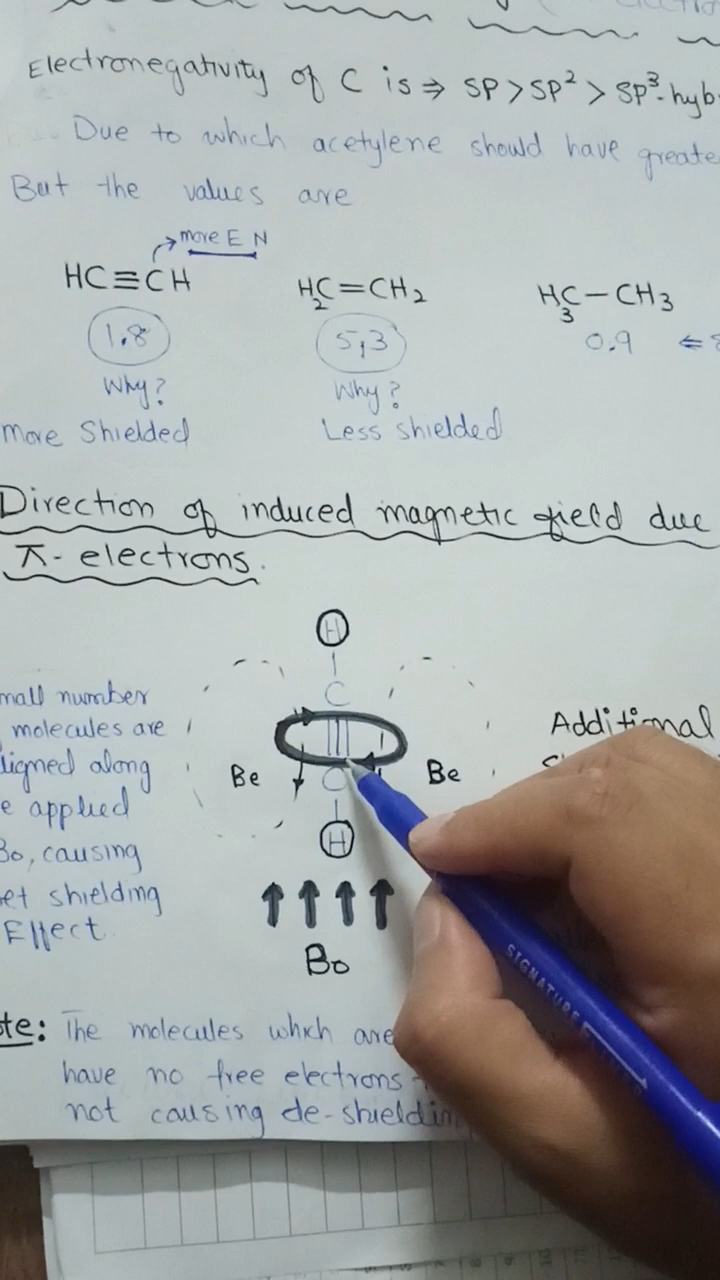 Electronegativity of C is ⇒ SP > SP² > SP³-hyb
Due to which acetylene should have greate
But the values are
→ more E N
HC≡CH H₂C=CH₂ H₃C-CH₃
1,8 5,3 0.9 ⇐
Why? Why?
More Shielded Less shielded
Direction of induced magnetic field due
π-electrons.
H
C
mall number
molecules are
ligned along
e applied
Bo, causing
et shielding
Effect
Additional
Be Be
C
H
Bo
te: The molecules which are
have no free electrons
not causing de-shieldin
SIGNATURE